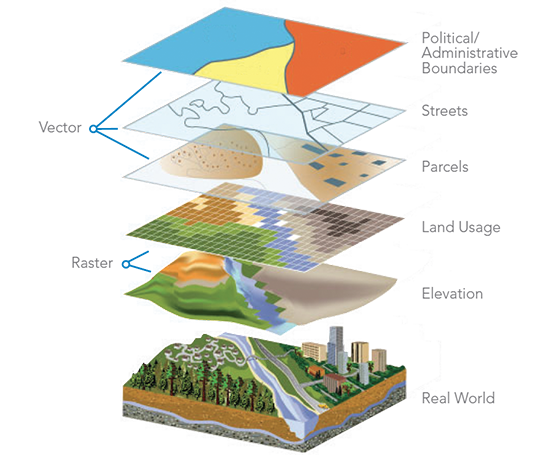 Political/
Administrative
Boundaries
Streets
Vector
Parcels
Land Usage
Raster
Elevation
Real World